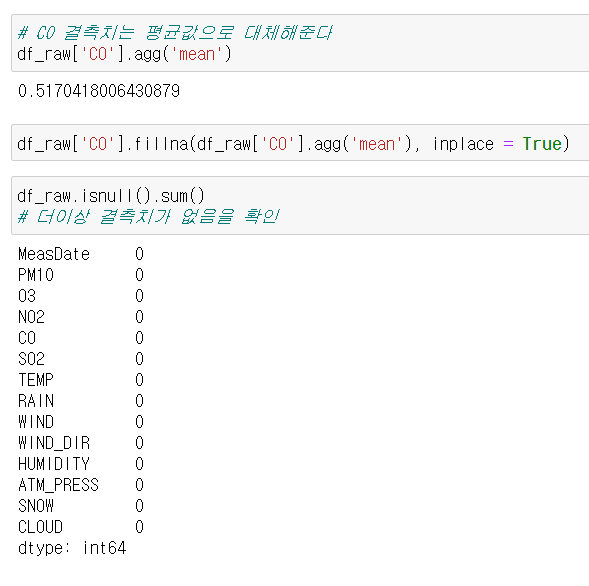 # CO 결측치는 평균값으로 대체해준다
df_raw['CO'].agg('mean')
0.5170418006430879
df_raw['CO'].fillna(df_raw['CO'].agg('mean'), inplace = True)
df_raw.isnull().sum()
# 더이상 결측치가 없음을 확인
MeasDate 0
PM10 0
O3 0
NO2 0
CO 0
SO2 0
TEMP 0
RAIN 0
WIND 0
WIND_DIR 0
HUMIDITY 0
ATM_PRESS 0
SNOW 0
CLOUD 0
dtype: int64